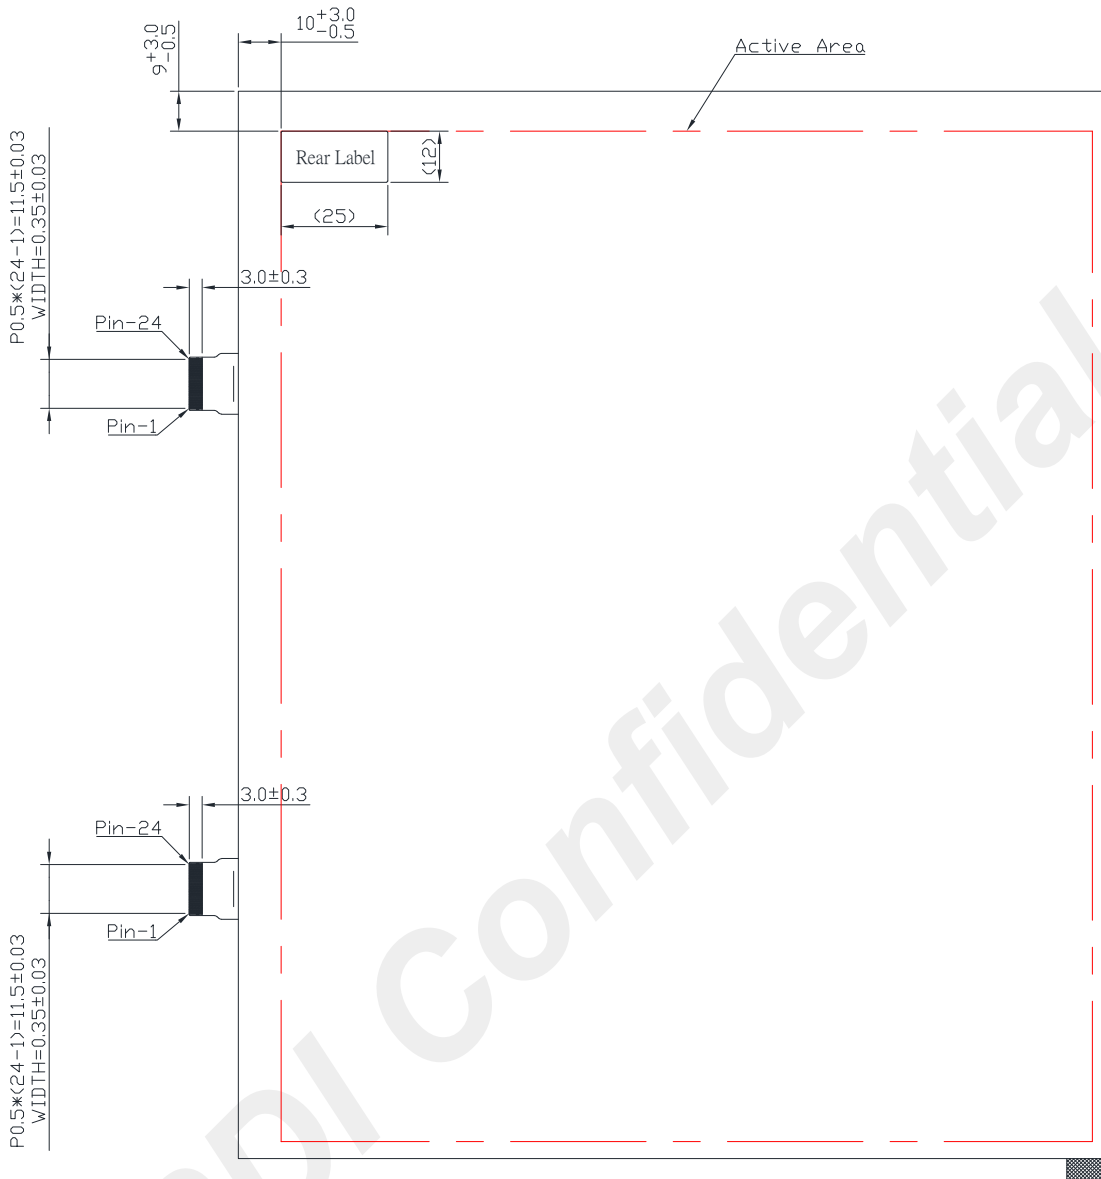 10+3.0
-0.5
9+3.0
-0.5
Active Area
Rear Label
(12)
(25)
P0.5*(24-1)=11.5±0.03
WIDTH=0.35±0.03
3.0±0.3
Pin-24
Pin-1
3.0±0.3
Pin-24
Pin-1
P0.5*(24-1)=11.5±0.03
WIDTH=0.35±0.03
Confidential